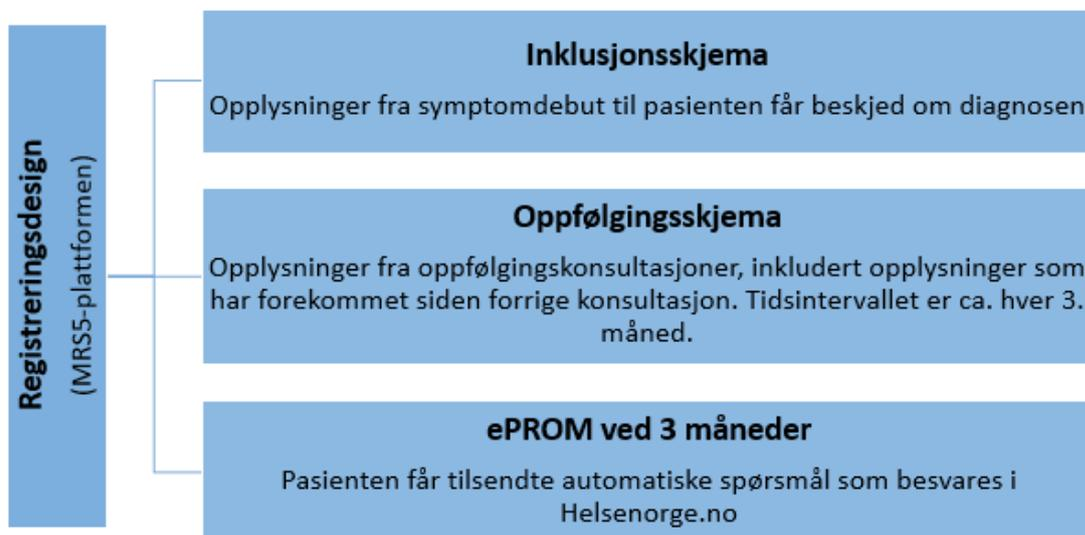 Registreringsdesign
(MRS5-plattformen)
Inklusjonsskjema
Opplysninger fra symptomdebut til pasienten får beskjed om diagnosen
Oppfølgingsskjema
Opplysninger fra oppfølgingskonsultasjoner, inkludert opplysninger som
har forekommet siden forrige konsultasjon. Tidsintervallet er ca. hver 3.
måned.
ePROM ved 3 måneder
Pasienten får tilsendte automatiske spørsmål som besvares i
Helsenorge.no